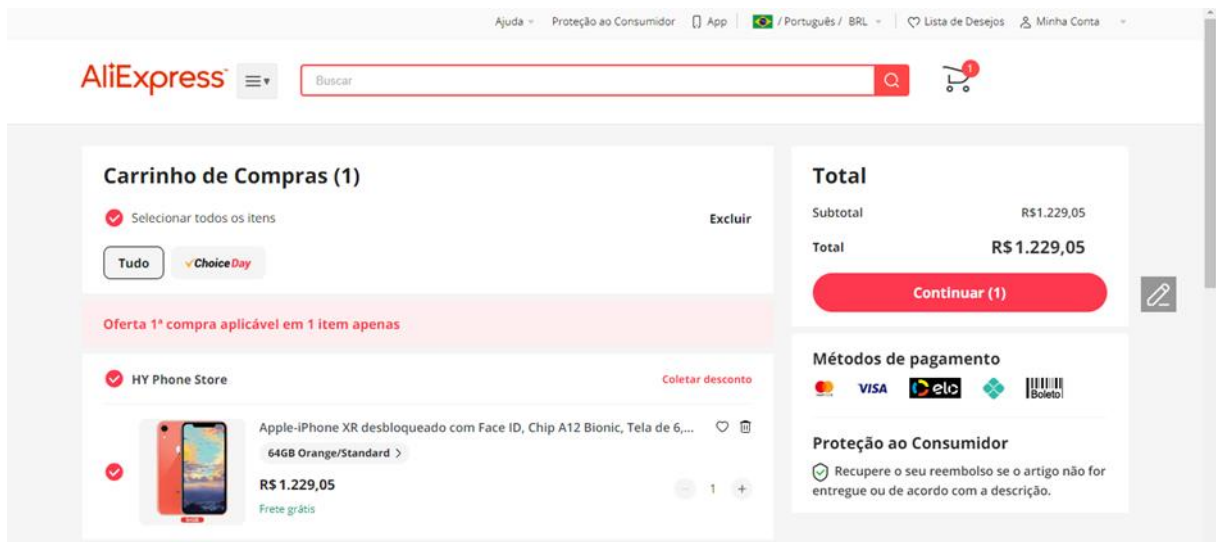 Ajuda Proteção ao Consumidor App / Português / BRL Lista de Desejos Minha Conta
AliExpress Buscar 1
Carrinho de Compras (1)
Selecionar todos os itens Excluir
Tudo Choice Day
Oferta 1ª compra aplicável em 1 item apenas
HY Phone Store Coletar desconto
Apple-iPhone XR desbloqueado com Face ID, Chip A12 Bionic, Tela de 6,...
64GB Orange/Standard >
R$1.229,05 - 1 +
Frete grátis
Total
Subtotal R$1.229,05
Total R$1.229,05
Continuar (1)
Métodos de pagamento
VISA elo Boleto
Proteção ao Consumidor
Recupere o seu reembolso se o artigo não for
entregue ou de acordo com a descrição.